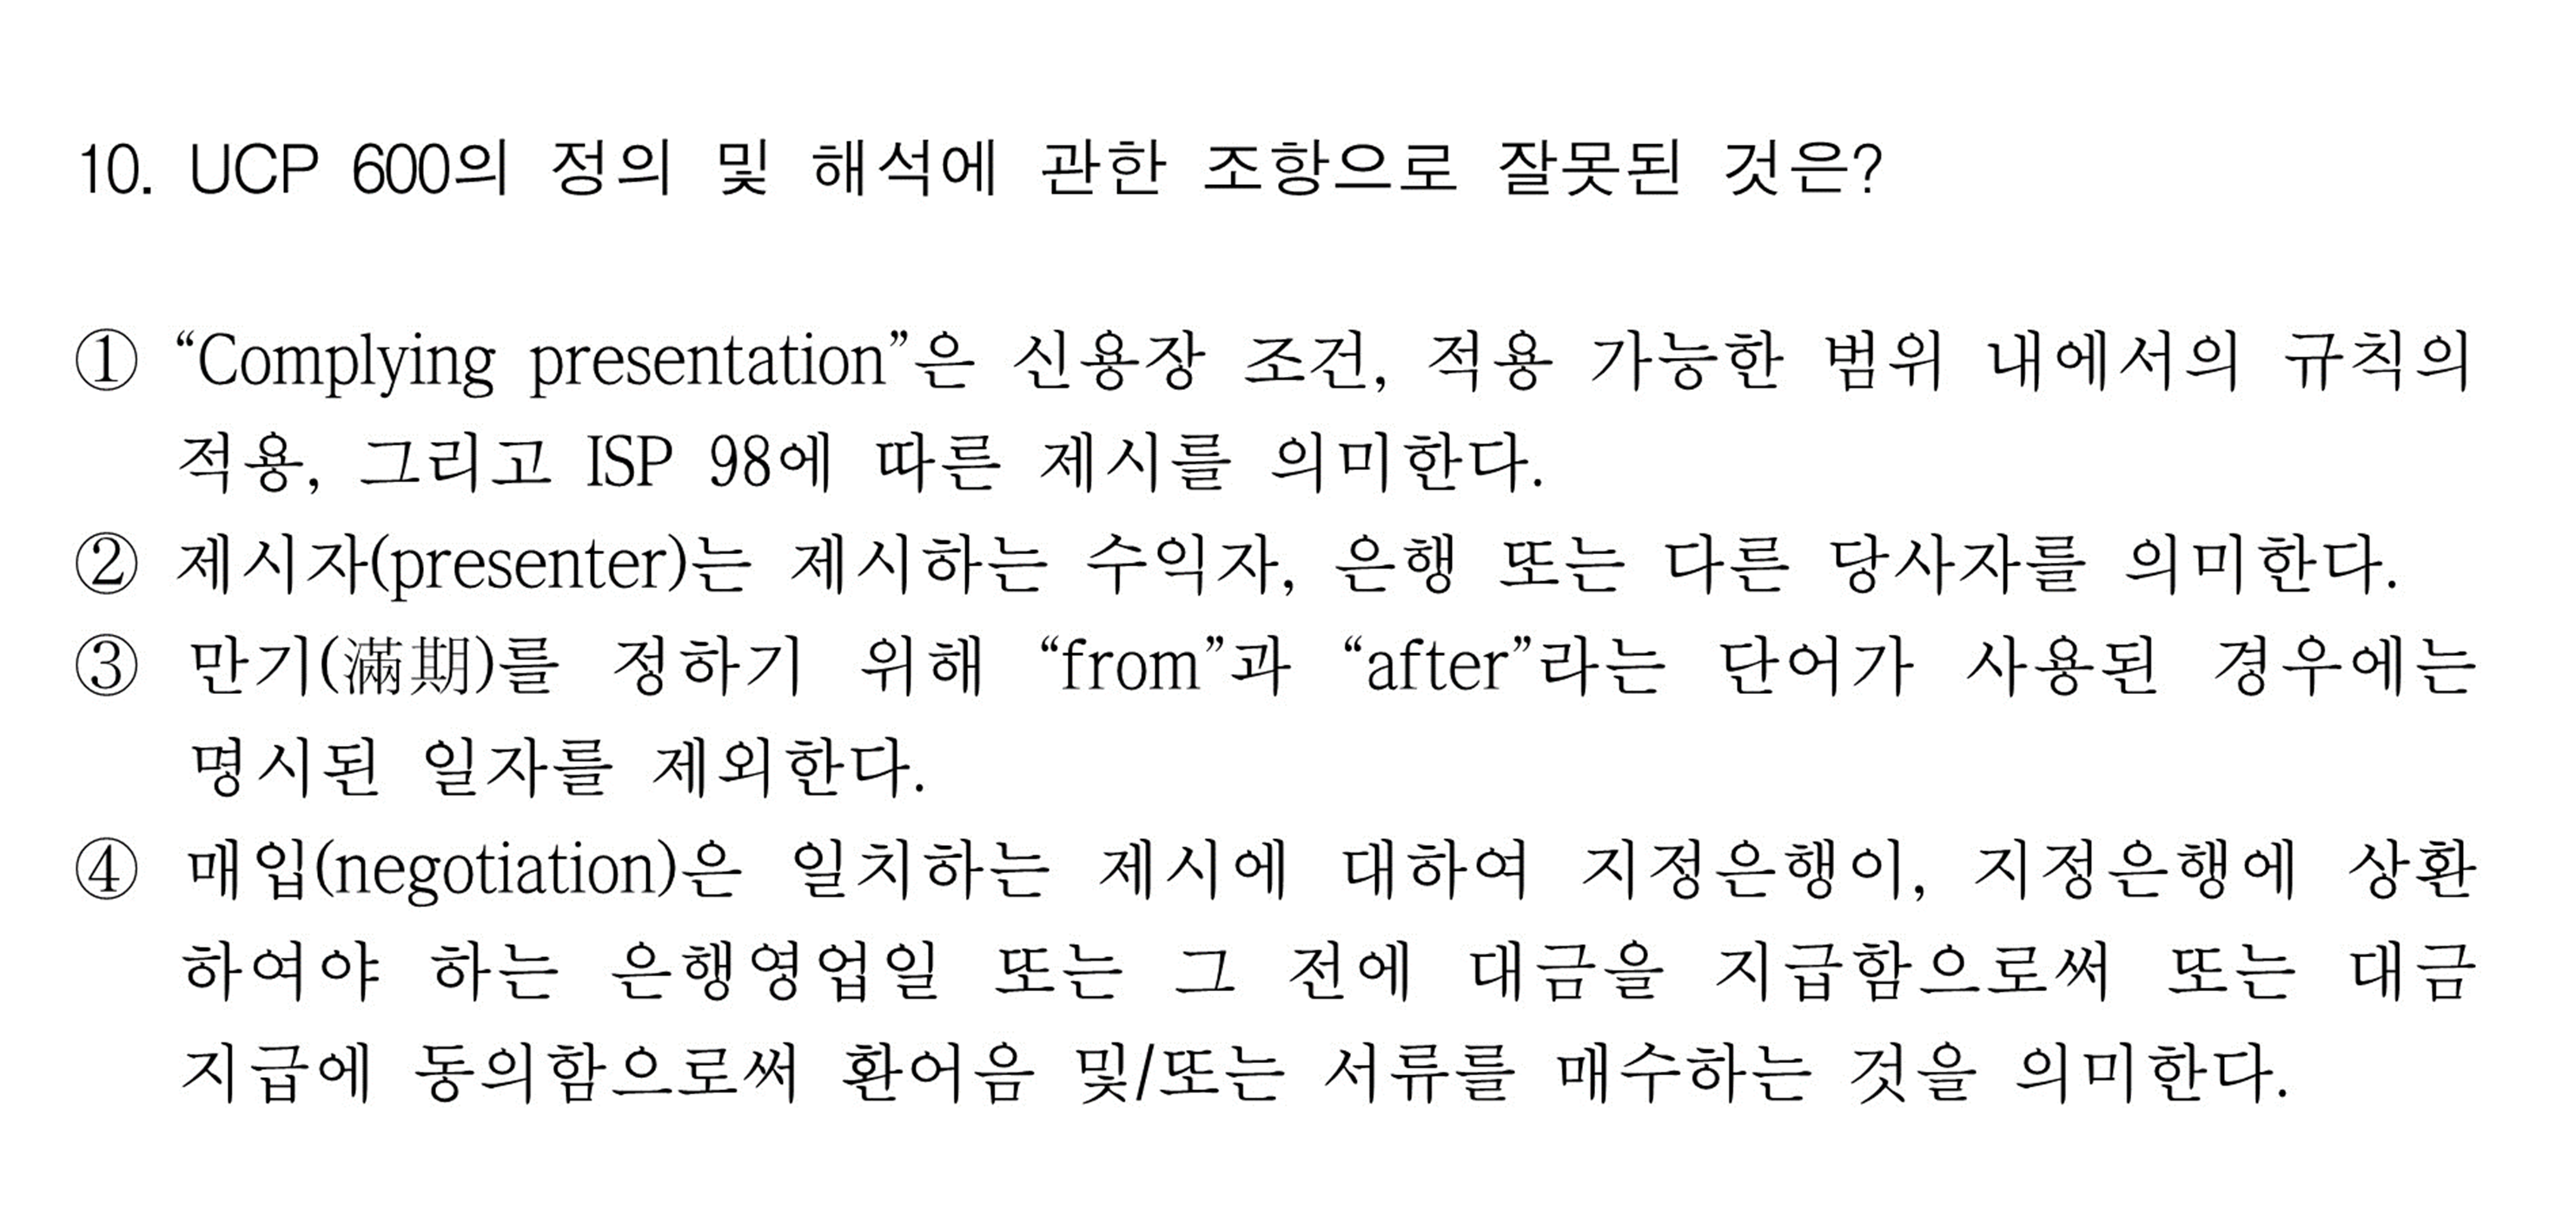 10. UCP 600의 정의 및 해석에 관한 조항으로 잘못된 것은?
① “Complying presentation”은 신용장 조건, 적용 가능한 범위 내에서의 규칙의
적용, 그리고 ISP 98에 따른 제시를 의미한다.
② 제시자(presenter)는 제시하는 수익자, 은행 또는 다른 당사자를 의미한다.
③ 만기(滿期)를 정하기 위해 “from”과 “after”라는 단어가 사용된 경우에는
명시된 일자를 제외한다.
④ 매입(negotiation)은 일치하는 제시에 대하여 지정은행이, 지정은행에 상환
하여야 하는 은행영업일 또는 그 전에 대금을 지급함으로써 또는 대금
지급에 동의함으로써 환어음 및/또는 서류를 매수하는 것을 의미한다.